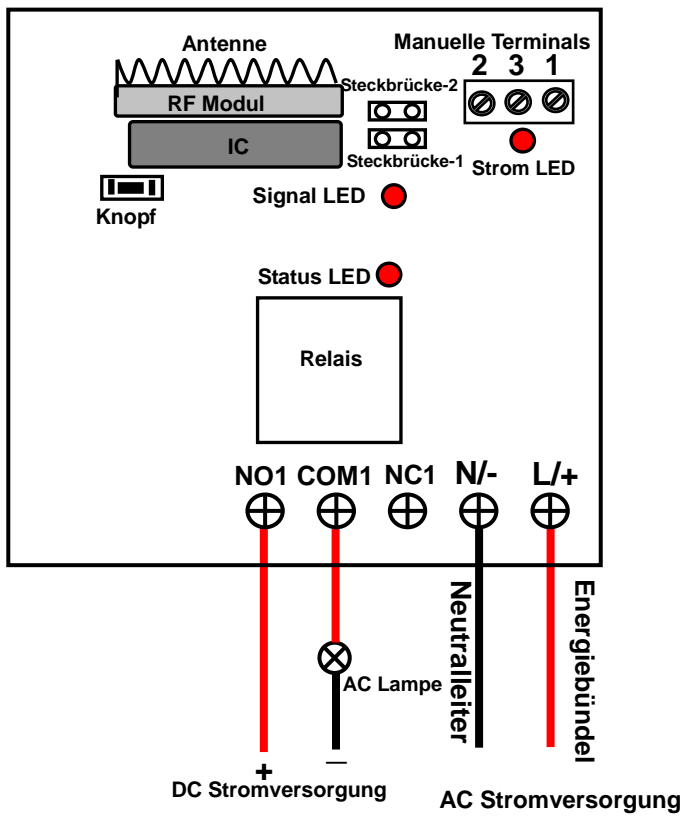 Antenne
Manuelle Terminals
2 3 1
Steckbrücke-2
RF Modul
IC
Steckbrücke-1
Strom LED
Knopf
Signal LED
Status LED
Relais
NO1 COM1 NC1 N/- L/+
Neutralleiter
Energiebündel
AC Lampe
+ —
DC Stromversorgung
AC Stromversorgung